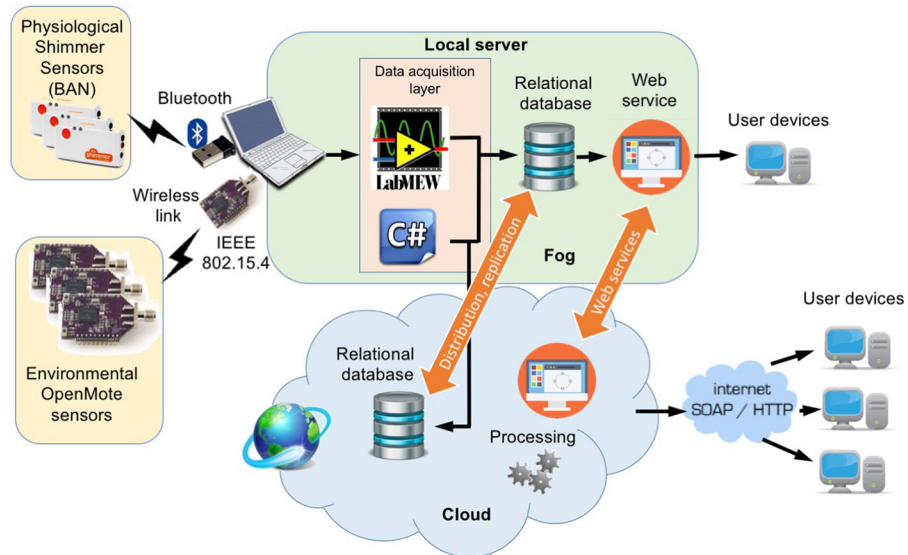 Physiological
Shimmer
Sensors
(BAN)
shimmer
Bluetooth
Wireless
link
IEEE
802.15.4
Environmental
OpenMote
sensors
Local server
Data acquisition
layer
LabVIEW
C#
Relational
database
Web
service
Fog
User devices
Distribution, replication
Web services
Relational
database
Processing
Cloud
internet
SOAP / HTTP
User devices